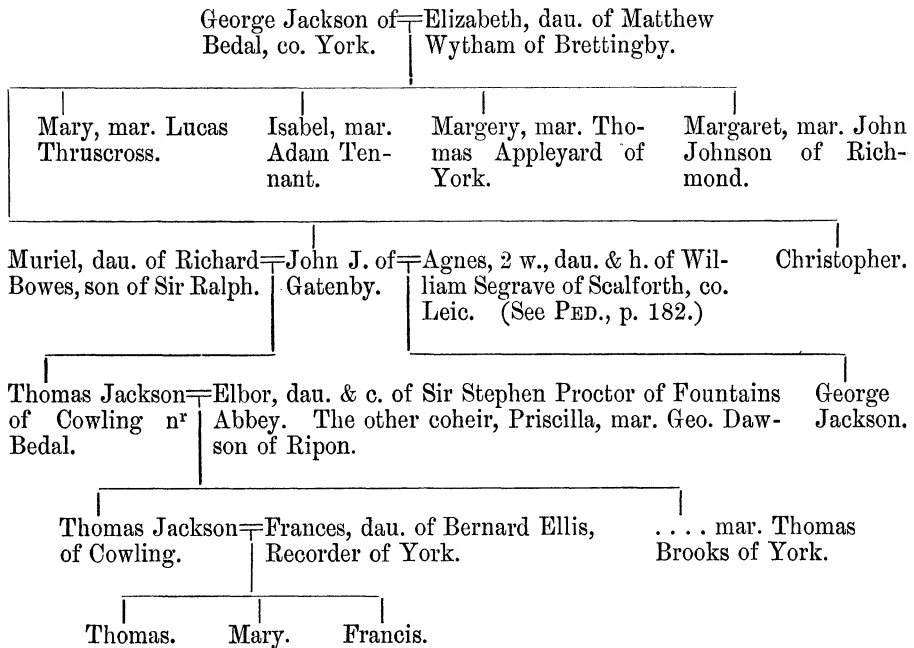 George Jackson of Elizabeth, dau. of Matthew
Bedal, co. York. Wytham of Brettingby.
Mary, mar. Lucas
Thruscross.
Isabel, mar.
Adam Ten-
nant.
Margery, mar. Tho-
mas Appleyard of
York.
Margaret, mar. John
Johnson of Rich-
mond.
Muriel, dau. of Richard
Bowes, son of Sir Ralph.
John J. of
Gatenby.
Agnes, 2 w., dau. & h. of Wil-
liam Segrave of Scalforth, co.
Leic. (See PED., p. 182.)
Christopher.
Thomas Jackson
of Cowling nr
Bedal.
Elbor, dau. & c. of Sir Stephen Proctor of Fountains
Abbey. The other coheir, Priscilla, mar. Geo. Daw-
son of Ripon.
George
Jackson.
Thomas Jackson
of Cowling.
Frances, dau. of Bernard Ellis,
Recorder of York.
.... mar. Thomas
Brooks of York.
Thomas. Mary. Francis.